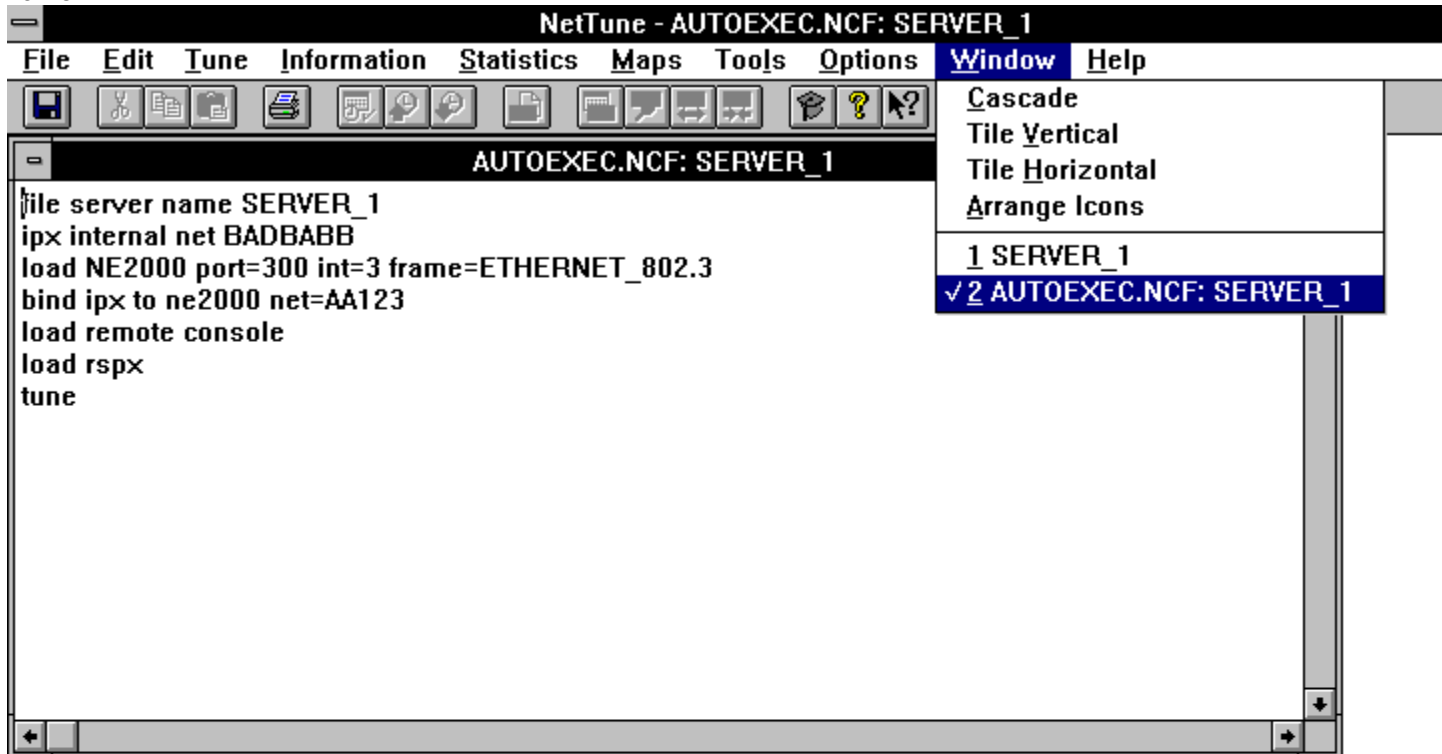 NetTune - AUTOEXEC.NCF: SERVER_1
File Edit Tune Information Statistics Maps Tools Options Window Help
Cascade
Tile Vertical
Tile Horizontal
Arrange Icons
1 SERVER_1
✓2 AUTOEXEC.NCF: SERVER_1
AUTOEXEC.NCF: SERVER_1
file server name SERVER_1
ipx internal net BADBABB
load NE2000 port=300 int=3 frame=ETHERNET_802.3
bind ipx to ne2000 net=AA123
load remote console
load rspx
tune